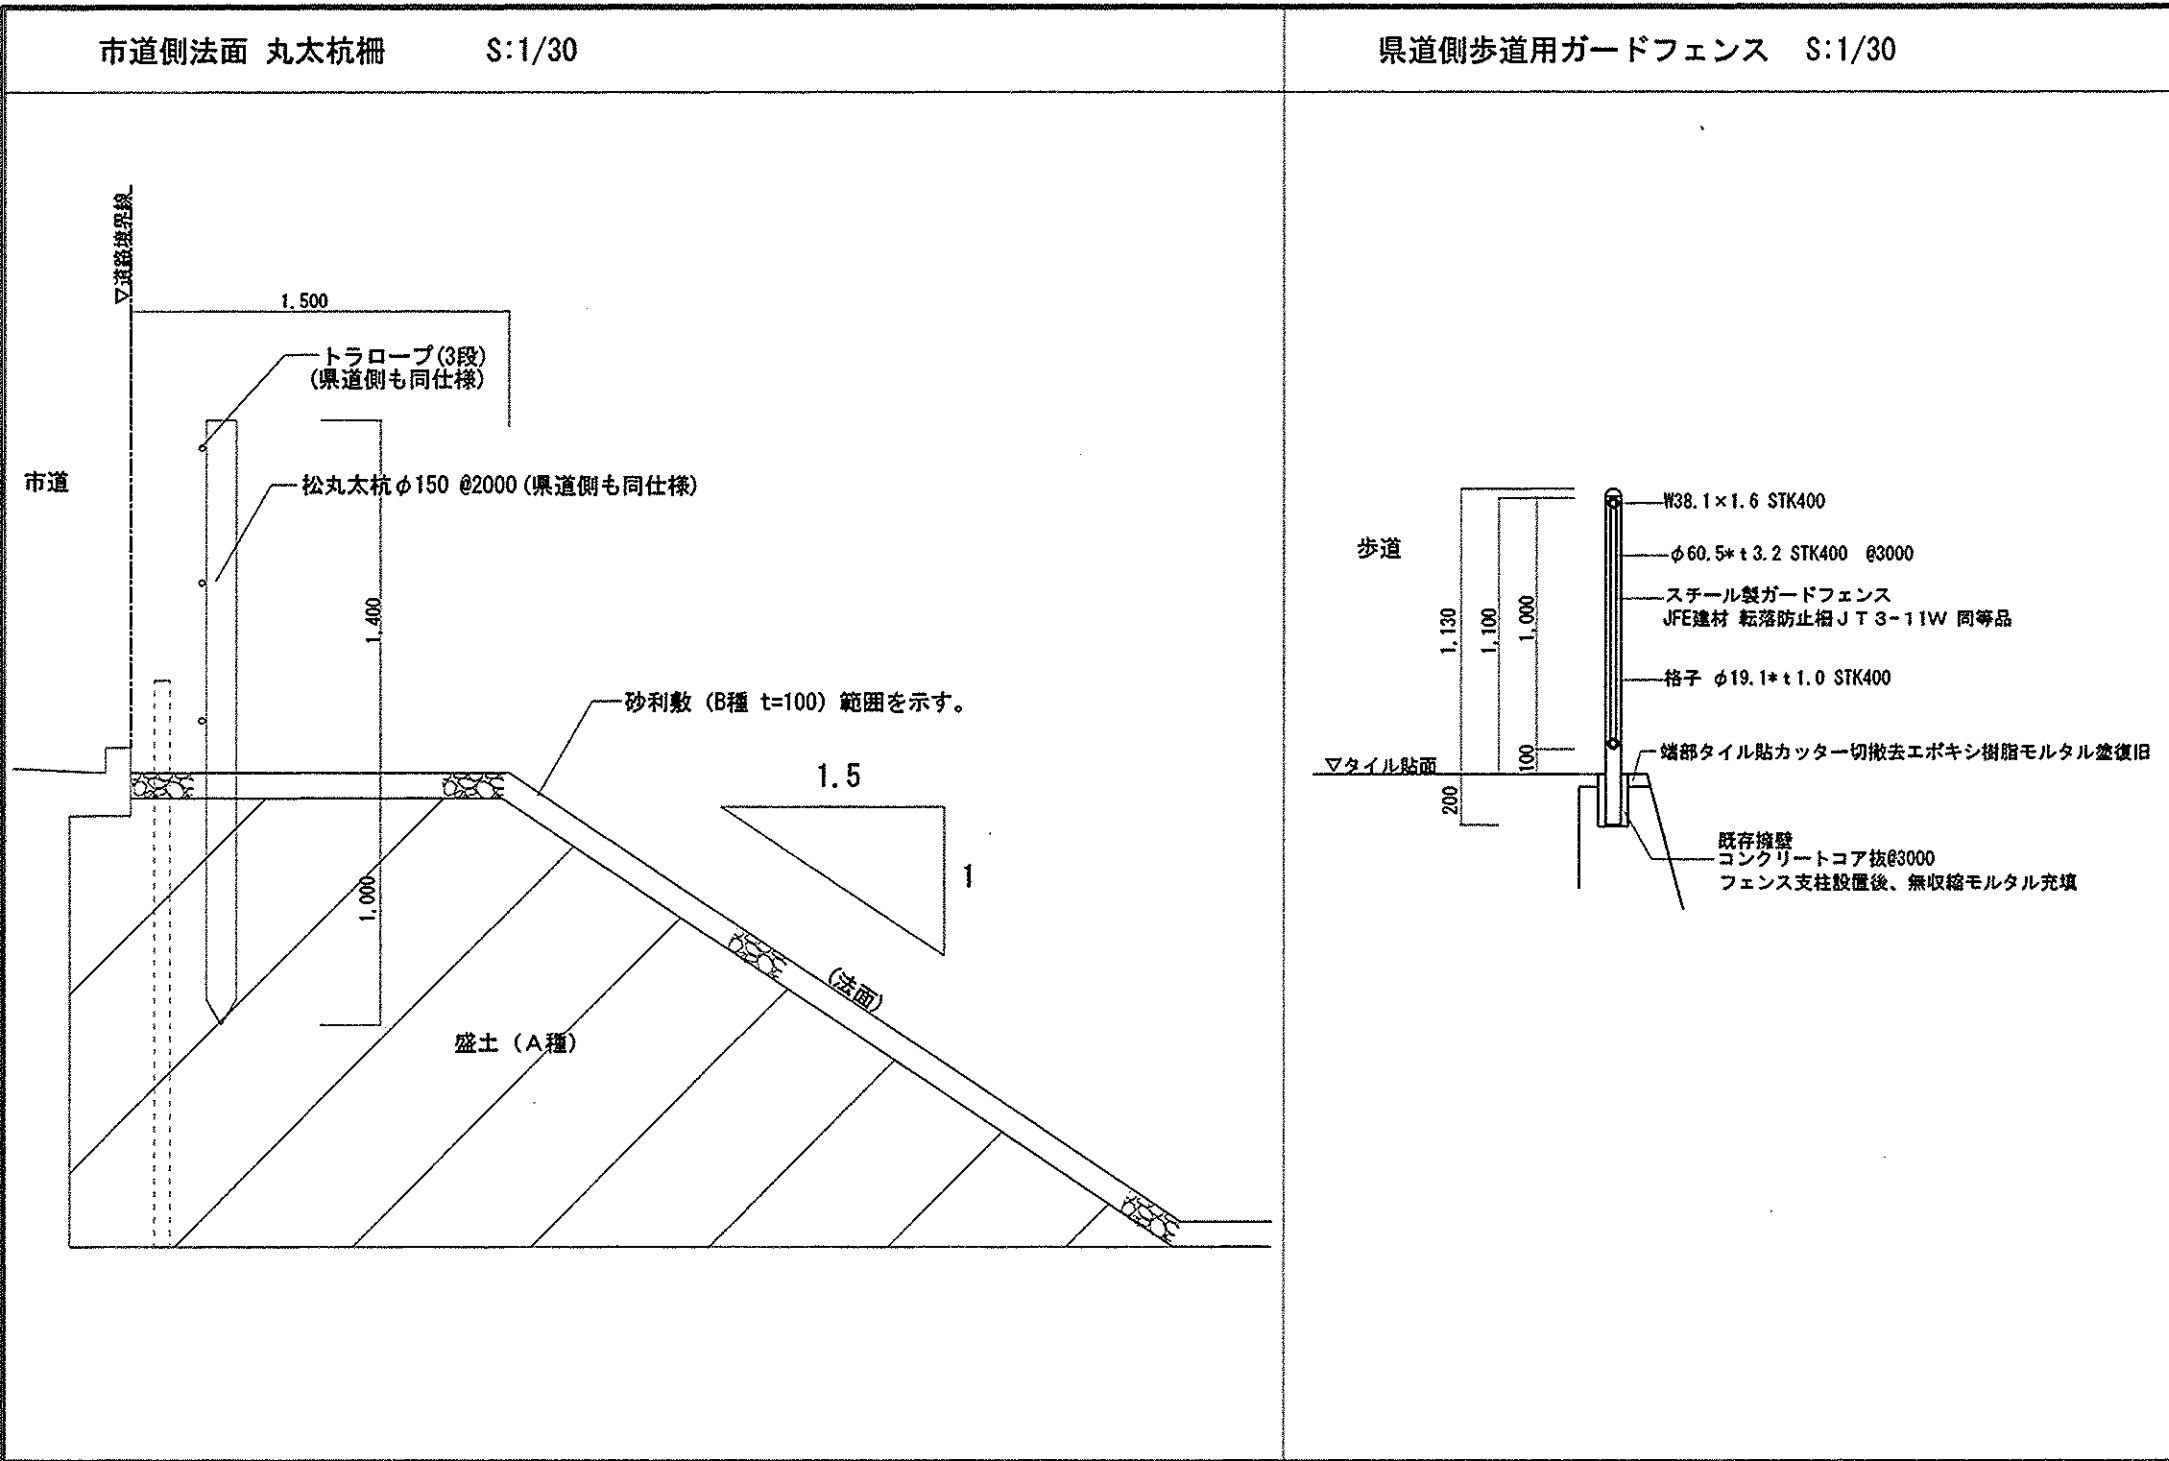 市道側法面 丸太杭柵 S:1/30
県道側歩道用ガードフェンス S:1/30
▽道路境界線
1.500
トラロープ(3段)
(県道側も同仕様)
市道
松丸太杭φ150 @2000(県道側も同仕様)
1,400
砂利敷 (B種 t=100) 範囲を示す。
1.5
1
1,000
(法面)
盛土 (A種)
歩道
W38.1×1.6 STK400
φ60.5*t3.2 STK400 @3000
スチール製ガードフェンス
JFE建材 転落防止柵JT3-11W 同等品
格子 φ19.1*t1.0 STK400
1,130
1,100
1,000
100
200
▽タイル貼面
端部タイル貼カッター切撤去エポキシ樹脂モルタル塗復旧
既存擁壁
コンクリートコア抜@3000
フェンス支柱設置後、無収縮モルタル充填